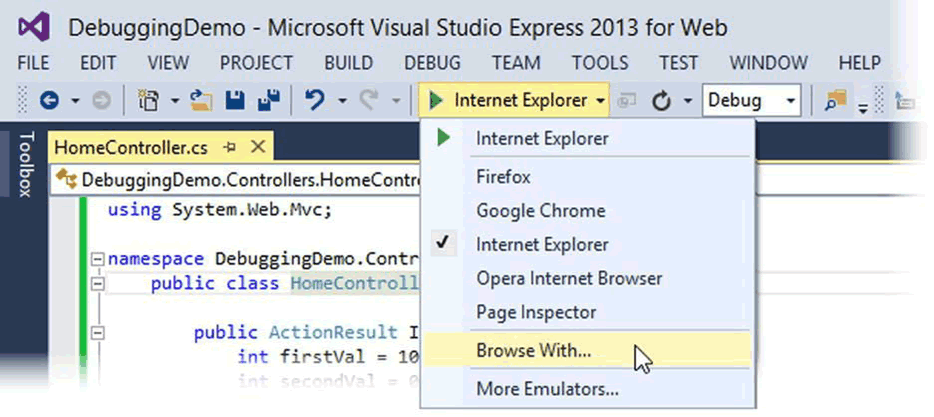 DebuggingDemo - Microsoft Visual Studio Express 2013 for Web
FILE EDIT VIEW PROJECT BUILD DEBUG TEAM TOOLS TEST WINDOW HELP
Internet Explorer Debug
Toolbox
HomeController.cs
Internet Explorer
DebuggingDemo.Controllers.HomeContr
Firefox
using System.Web.Mvc;
Google Chrome
Internet Explorer
namespace DebuggingDemo.Contr
Opera Internet Browser
public class HomeControll
Page Inspector
public ActionResult I
Browse With...
int firstVal = 10
int secondVal = 0
More Emulators...